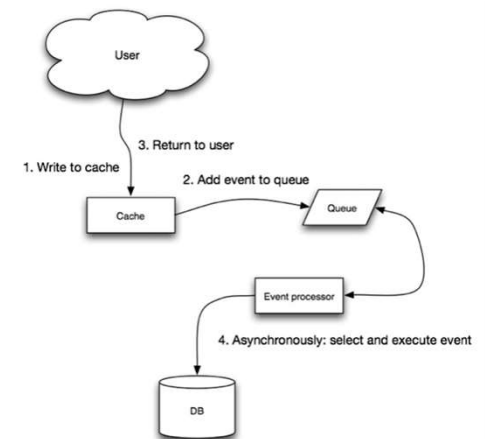 User
3. Return to user
1. Write to cache
2. Add event to queue
Cache
Queue
Event processor
4. Asynchronously: select and execute event
DB